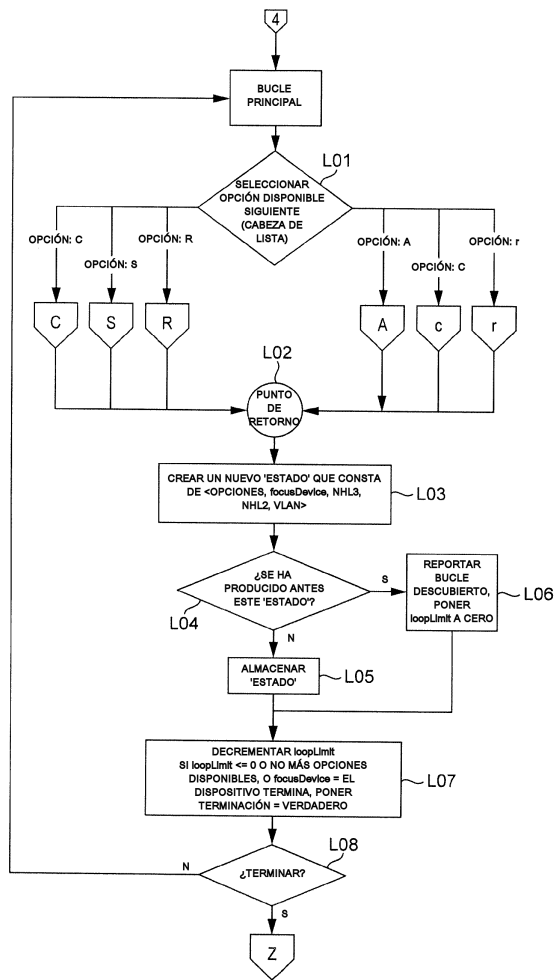 4
BUCLE
PRINCIPAL
L01
SELECCIONAR
OPCIÓN DISPONIBLE
SIGUIENTE
(CABEZA DE
LISTA)
OPCIÓN: C
OPCIÓN: S
OPCIÓN: R
OPCIÓN: A
OPCIÓN: C
OPCIÓN: r
C
S
R
A
c
r
L02
PUNTO
DE
RETORNO
CREAR UN NUEVO 'ESTADO' QUE CONSTA
DE <OPCIONES, focusDevice, NHL3,
NHL2, VLAN>
L03
¿SE HA
PRODUCIDO ANTES
ESTE 'ESTADO'?
L04
S
N
REPORTAR
BUCLE
DESCUBIERTO,
PONER
loopLimit A CERO
L06
ALMACENAR
'ESTADO'
L05
DECREMENTAR loopLimit
SI loopLimit <= 0 O NO MÁS OPCIONES
DISPONIBLES, O focusDevice = EL
DISPOSITIVO TERMINA, PONER
TERMINACIÓN = VERDADERO
L07
L08
N
¿TERMINAR?
S
Z